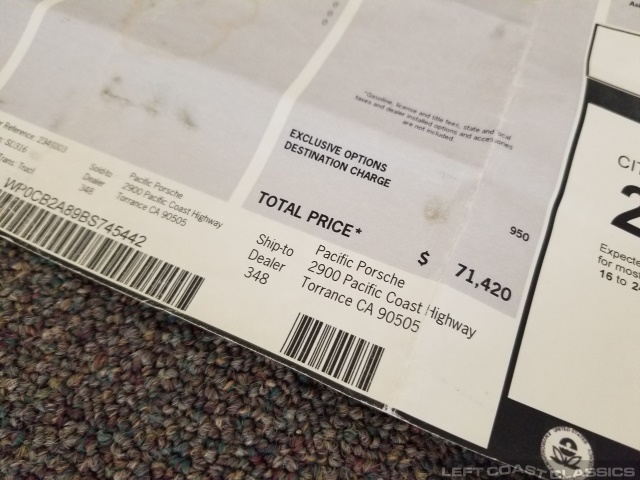 *Gasoline, license and title fees, state and local
taxes and dealer installed options and accessories
are not included.
EXCLUSIVE OPTIONS
DESTINATION CHARGE
950
TOTAL PRICE*
$ 71,420
Reference: 2341003
Ship-to
Dealer
348
Pacific Porsche
2900 Pacific Coast Highway
Torrance CA 90505
WP0CB2A89BS745442
Ship-to
Dealer
348
Pacific Porsche
2900 Pacific Coast Highway
Torrance CA 90505
CIT
2
Expecte
for most
16 to 2
LEFT COAST CLASSICS